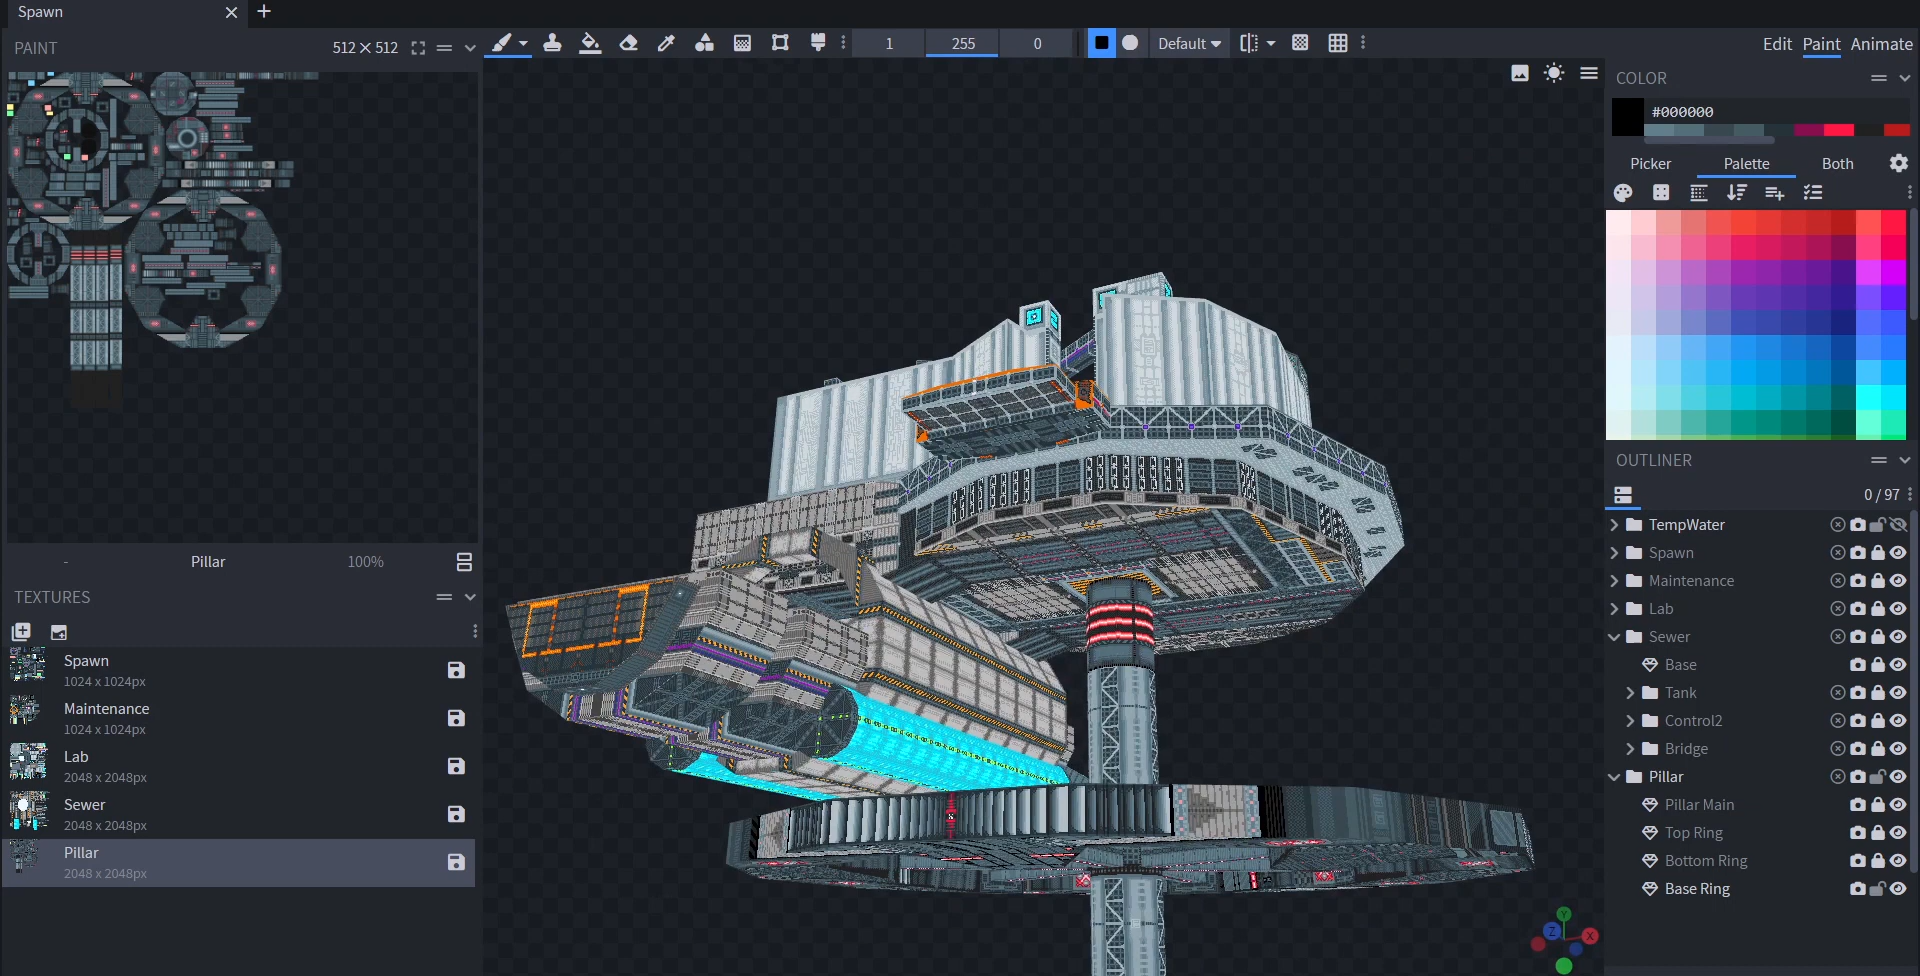 Spawn
PAINT 512 × 512
1 255 0 Default
Edit Paint Animate
COLOR
#000000
Picker Palette Both
- Pillar 100%
TEXTURES
Spawn
1024 x 1024px
Maintenance
1024 x 1024px
Lab
2048 x 2048px
Sewer
2048 x 2048px
Pillar
2048 x 2048px
OUTLINER
0 / 97
TempWater
Spawn
Maintenance
Lab
Sewer
Base
Tank
Control2
Bridge
Pillar
Pillar Main
Top Ring
Bottom Ring
Base Ring
Y
Z
X